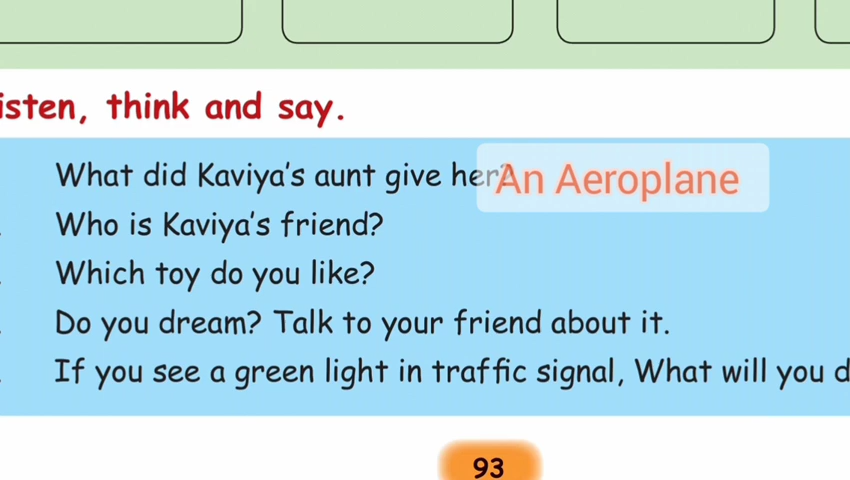 isten, think and say.
What did Kaviya's aunt give her? An Aeroplane
Who is Kaviya's friend?
Which toy do you like?
Do you dream? Talk to your friend about it.
If you see a green light in traffic signal, What will you d
93